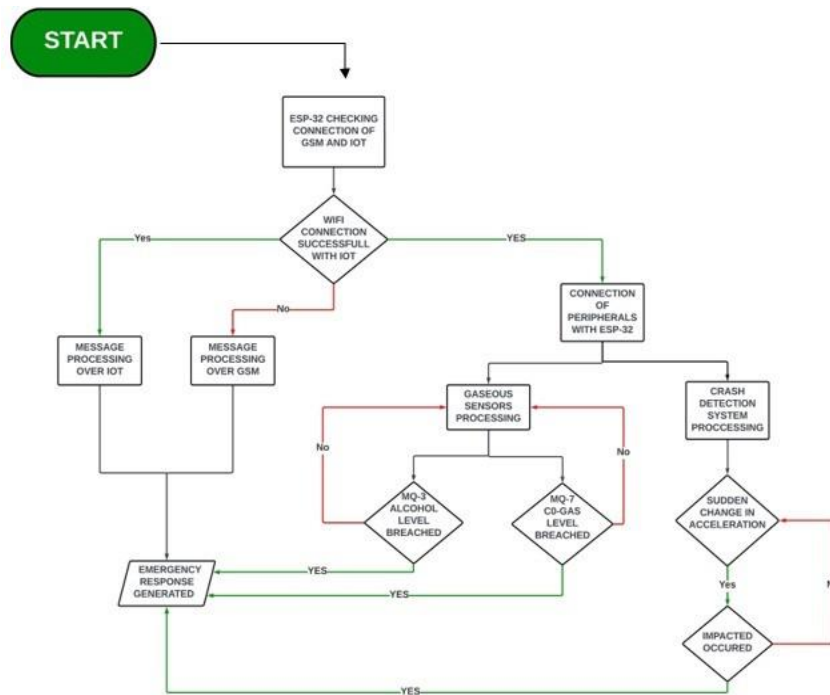 START
ESP-32 CHECKING
CONNECTION OF
GSM AND IOT
WIFI
CONNECTION
SUCCESSFULL
WITH IOT
Yes
YES
No
CONNECTION
OF
PERIPHERALS
WITH ESP-32
MESSAGE
PROCESSING
OVER IOT
MESSAGE
PROCESSING
OVER GSM
GASEOUS
SENSORS
PROCESSING
CRASH
DETECTION
SYSTEM
PROCCESSING
No
No
MQ-3
ALCOHOL
LEVEL
BREACHED
MQ-7
C0-GAS
LEVEL
BREACHED
SUDDEN
CHANGE IN
ACCELERATION
EMERGENCY
RESPONSE
GENERATED
YES
YES
Yes
IMPACTED
OCCURED
YES